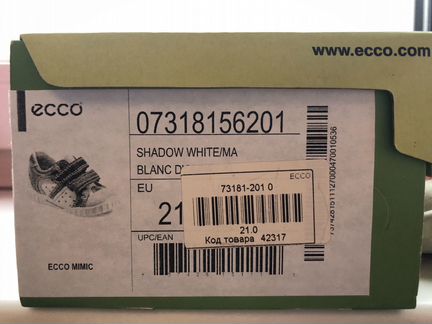 www.ecco.com
ecco
07318156201
SHADOW WHITE/MA
BLANC
EU
21
UPC/EAN
ECCO MIMIC
ECCO
73181-201 0
21.0
Код товара 42317